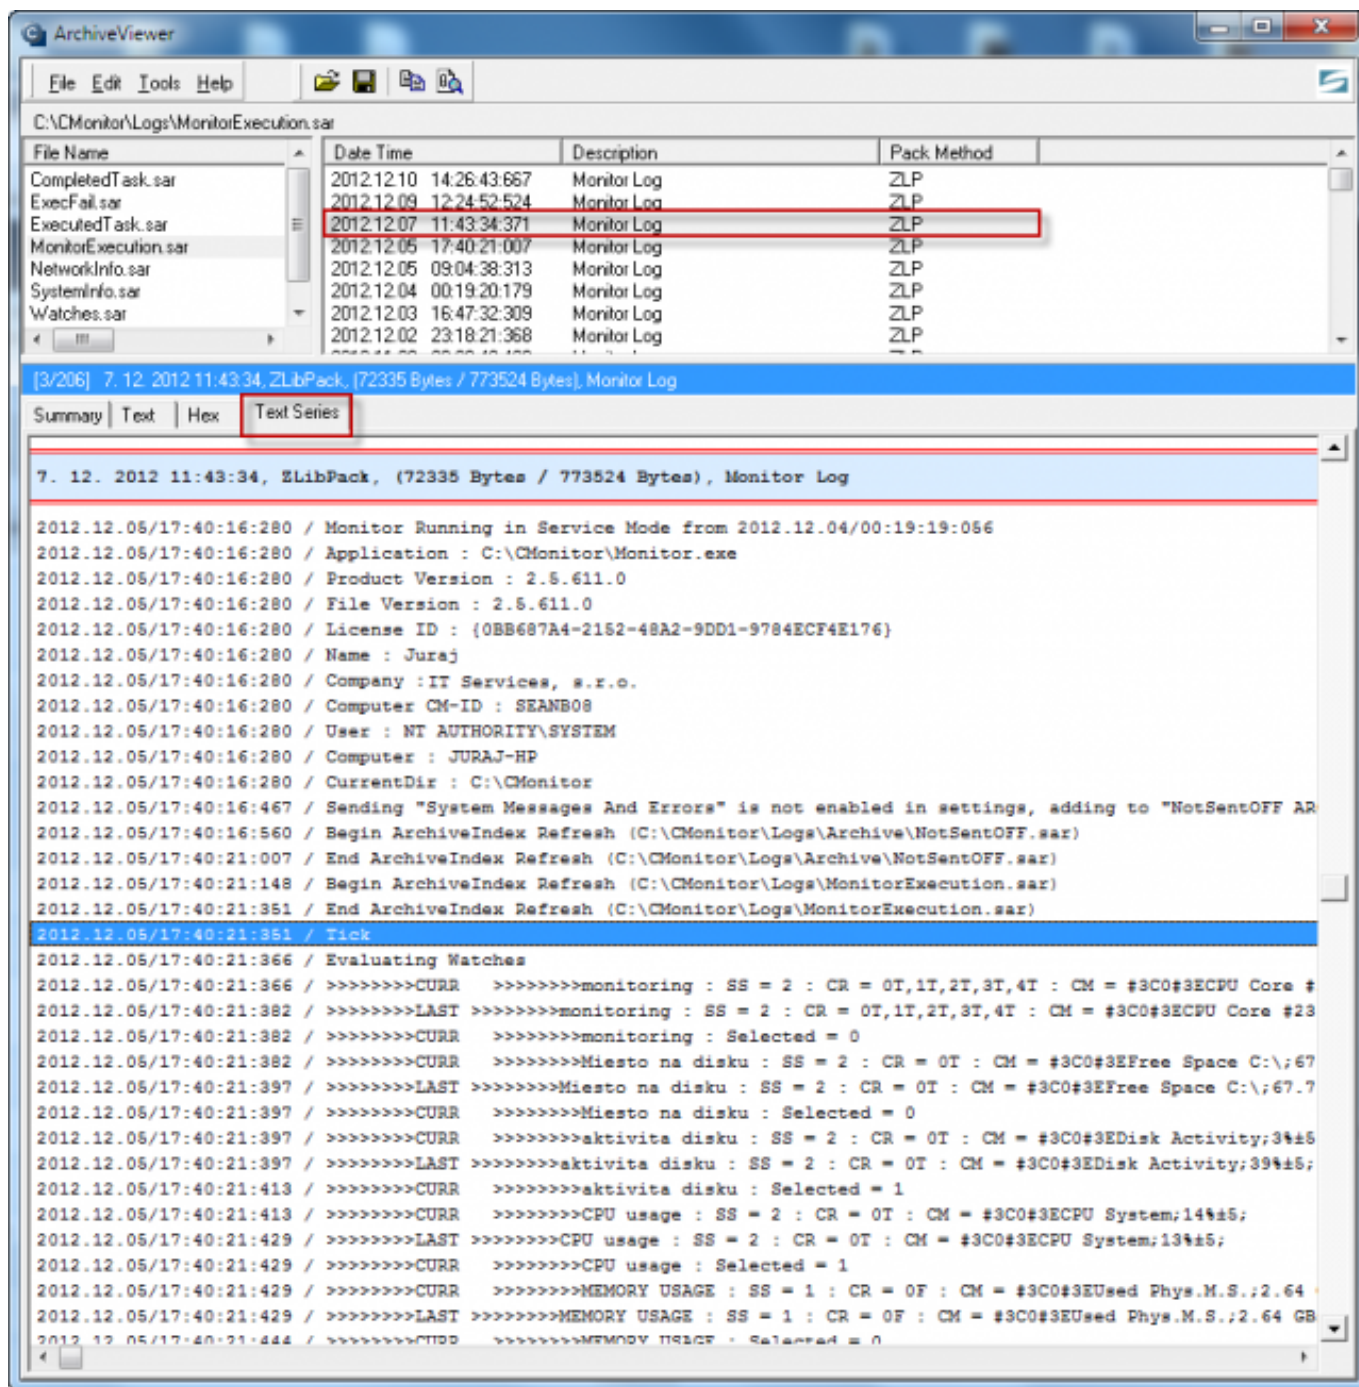 ArchiveViewer
File Edit Tools Help
C:\CMonitor\Logs\MonitorExecution.sar
File Name
CompletedTask.sar
ExecFail.sar
ExecutedTask.sar
MonitorExecution.sar
NetworkInfo.sar
SystemInfo.sar
Watches.sar
Date Time Description Pack Method
2012.12.10 14:26:43:667 Monitor Log ZLP
2012.12.09 12:24:52:524 Monitor Log ZLP
2012.12.07 11:43:34:371 Monitor Log ZLP
2012.12.05 17:40:21:007 Monitor Log ZLP
2012.12.05 09:04:38:313 Monitor Log ZLP
2012.12.04 00:19:20:179 Monitor Log ZLP
2012.12.03 16:47:32:309 Monitor Log ZLP
2012.12.02 23:18:21:368 Monitor Log ZLP
[3/206] 7. 12. 2012 11:43:34, ZLibPack, (72335 Bytes / 773524 Bytes), Monitor Log
Summary Text Hex Text Series
7. 12. 2012 11:43:34, ZLibPack, (72335 Bytes / 773524 Bytes), Monitor Log
2012.12.05/17:40:16:280 / Monitor Running in Service Mode from 2012.12.04/00:19:19:056
2012.12.05/17:40:16:280 / Application : C:\CMonitor\Monitor.exe
2012.12.05/17:40:16:280 / Product Version : 2.5.611.0
2012.12.05/17:40:16:280 / File Version : 2.5.611.0
2012.12.05/17:40:16:280 / License ID : {0BB687A4-2152-48A2-9DD1-9784ECF4E176}
2012.12.05/17:40:16:280 / Name : Juraj
2012.12.05/17:40:16:280 / Company :IT Services, s.r.o.
2012.12.05/17:40:16:280 / Computer CM-ID : SEANB08
2012.12.05/17:40:16:280 / User : NT AUTHORITY\SYSTEM
2012.12.05/17:40:16:280 / Computer : JURAJ-HP
2012.12.05/17:40:16:280 / CurrentDir : C:\CMonitor
2012.12.05/17:40:16:467 / Sending "System Messages And Errors" is not enabled in settings, adding to "NotSentOFF AR
2012.12.05/17:40:16:560 / Begin ArchiveIndex Refresh (C:\CMonitor\Logs\Archive\NotSentOFF.sar)
2012.12.05/17:40:21:007 / End ArchiveIndex Refresh (C:\CMonitor\Logs\Archive\NotSentOFF.sar)
2012.12.05/17:40:21:148 / Begin ArchiveIndex Refresh (C:\CMonitor\Logs\MonitorExecution.sar)
2012.12.05/17:40:21:351 / End ArchiveIndex Refresh (C:\CMonitor\Logs\MonitorExecution.sar)
2012.12.05/17:40:21:351 / Tick
2012.12.05/17:40:21:366 / Evaluating Watches
2012.12.05/17:40:21:366 / >>>>>>>>CURR >>>>>>>>monitoring : SS = 2 : CR = 0T,1T,2T,3T,4T : CM = #3C0#3ECPU Core #
2012.12.05/17:40:21:382 / >>>>>>>>LAST >>>>>>>>monitoring : SS = 2 : CR = 0T,1T,2T,3T,4T : CM = #3C0#3ECPU Core #23
2012.12.05/17:40:21:382 / >>>>>>>>CURR >>>>>>>>monitoring : Selected = 0
2012.12.05/17:40:21:382 / >>>>>>>>CURR >>>>>>>>Miesto na disku : SS = 2 : CR = 0T : CM = #3C0#3EFree Space C:\;67
2012.12.05/17:40:21:397 / >>>>>>>>LAST >>>>>>>>Miesto na disku : SS = 2 : CR = 0T : CM = #3C0#3EFree Space C:\;67.7
2012.12.05/17:40:21:397 / >>>>>>>>CURR >>>>>>>>Miesto na disku : Selected = 0
2012.12.05/17:40:21:397 / >>>>>>>>CURR >>>>>>>>aktivita disku : SS = 2 : CR = 0T : CM = #3C0#3EDisk Activity;3%±5
2012.12.05/17:40:21:397 / >>>>>>>>LAST >>>>>>>>aktivita disku : SS = 2 : CR = 0T : CM = #3C0#3EDisk Activity;39%±5;
2012.12.05/17:40:21:413 / >>>>>>>>CURR >>>>>>>>aktivita disku : Selected = 1
2012.12.05/17:40:21:413 / >>>>>>>>CURR >>>>>>>>CPU usage : SS = 2 : CR = 0T : CM = #3C0#3ECPU System;14%±5;
2012.12.05/17:40:21:429 / >>>>>>>>LAST >>>>>>>>CPU usage : SS = 2 : CR = 0T : CM = #3C0#3ECPU System;13%±5;
2012.12.05/17:40:21:429 / >>>>>>>>CURR >>>>>>>>CPU usage : Selected = 1
2012.12.05/17:40:21:429 / >>>>>>>>CURR >>>>>>>>MEMORY USAGE : SS = 1 : CR = 0F : CM = #3C0#3EUsed Phys.M.S.;2.64
2012.12.05/17:40:21:429 / >>>>>>>>LAST >>>>>>>>MEMORY USAGE : SS = 1 : CR = 0F : CM = #3C0#3EUsed Phys.M.S.;2.64 GB
2012.12.05/17:40:21:444 / >>>>>>>>CURR >>>>>>>>MEMORY USAGE : Selected = 0